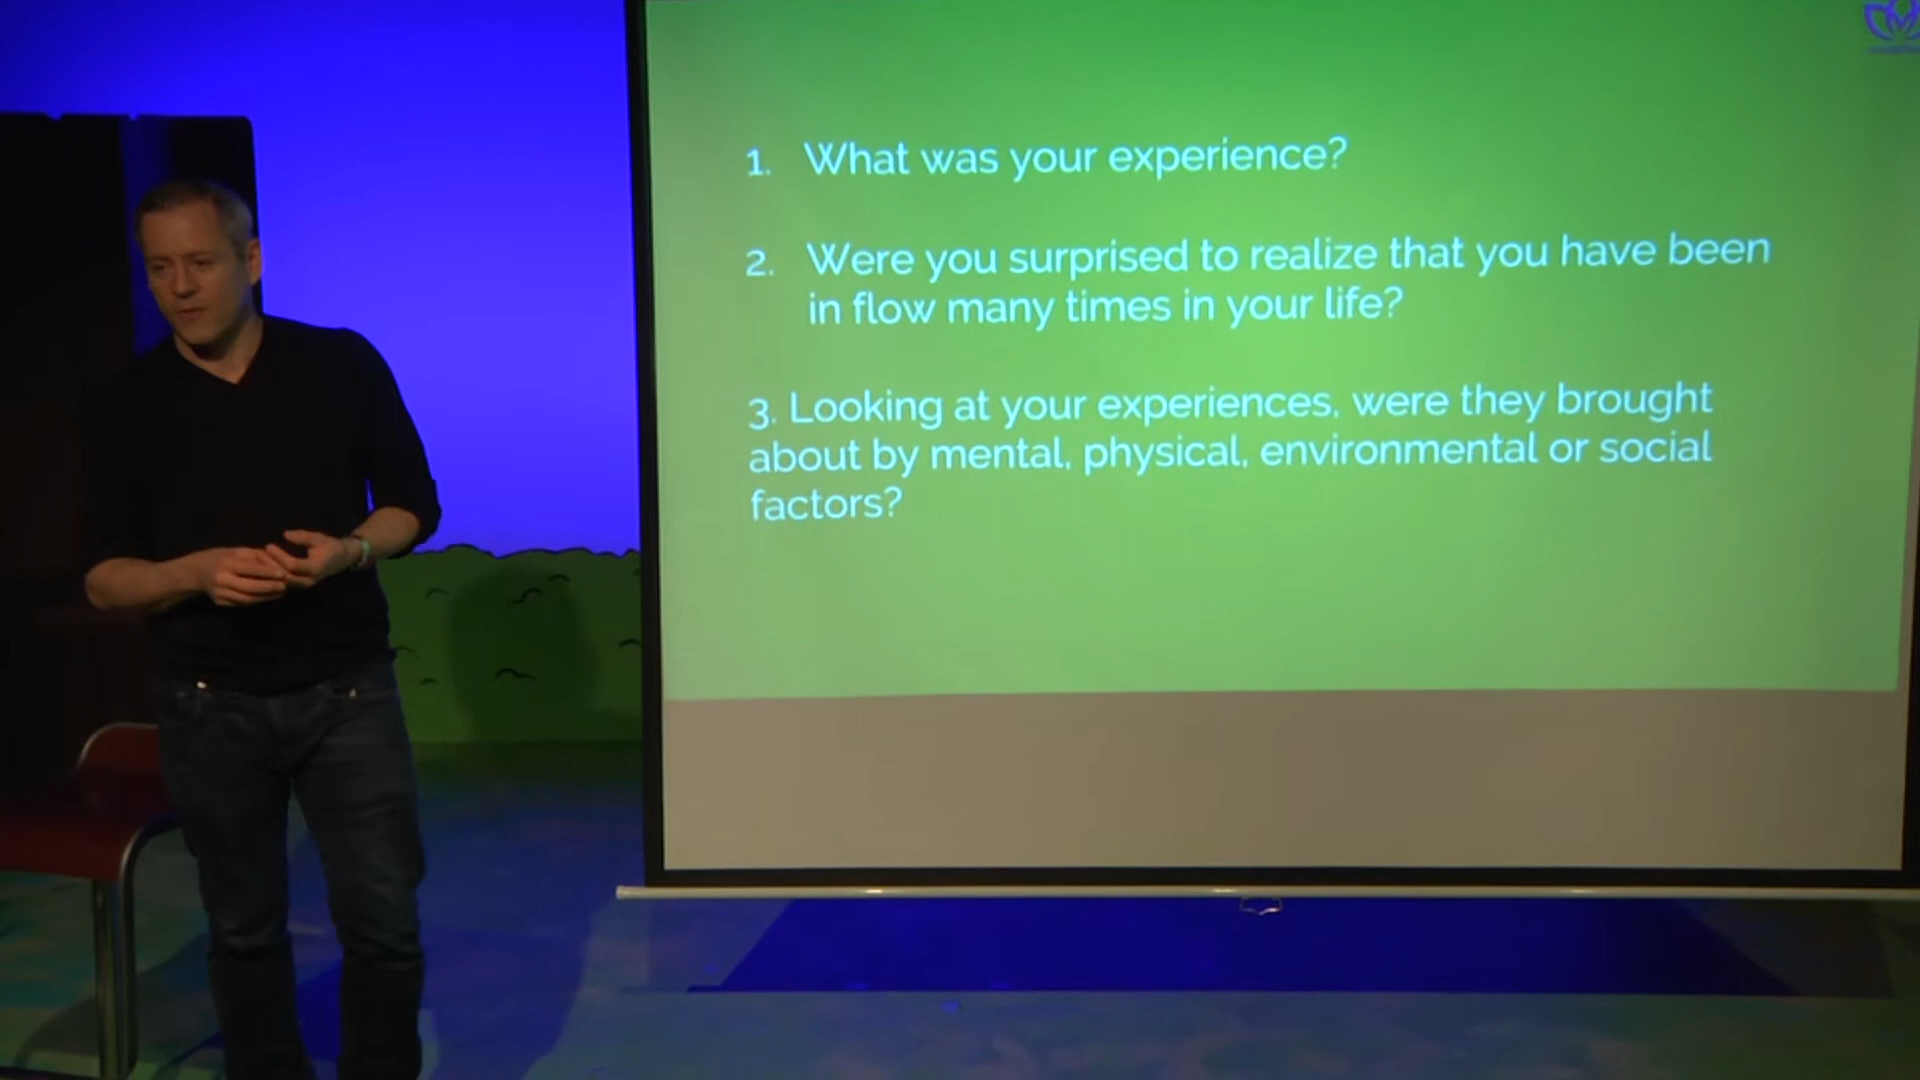 1. What was your experience?
2. Were you surprised to realize that you have been
in flow many times in your life?
3. Looking at your experiences, were they brought
about by mental, physical, environmental or social
factors?